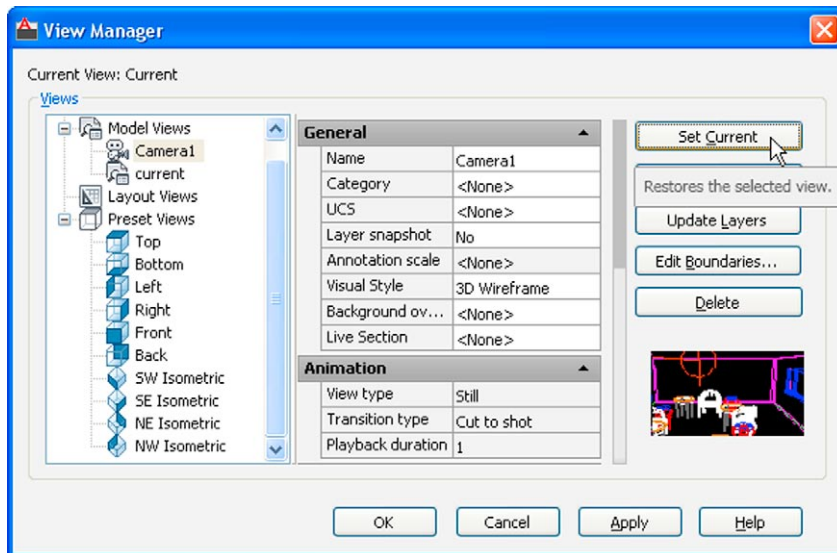 View Manager
Current View: Current
Views
Model Views
Camera1
current
Layout Views
Preset Views
Top
Bottom
Left
Right
Front
Back
SW Isometric
SE Isometric
NE Isometric
NW Isometric
General
Name Camera1
Category <None>
UCS <None>
Layer snapshot No
Annotation scale <None>
Visual Style 3D Wireframe
Background ov... <None>
Live Section <None>
Animation
View type Still
Transition type Cut to shot
Playback duration 1
Set Current
Restores the selected view.
Update Layers
Edit Boundaries...
Delete
OK Cancel Apply Help